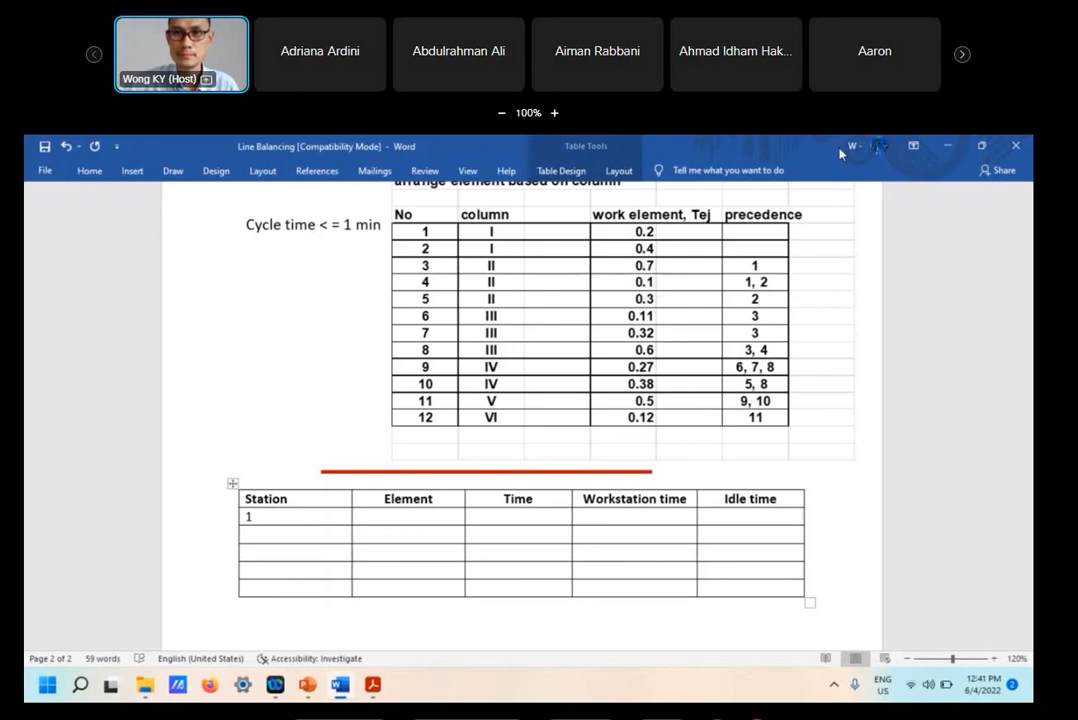 Adriana Ardini
Abdulrahman Ali
Aiman Rabbani
Ahmad Idham Hak...
Aaron
Wong KY (Host)
− 100% +
Line Balancing [Compatibility Mode] - Word
Table Tools
W -
File Home Insert Draw Design Layout References Mailings Review View Help Table Design Layout Tell me what you want to do Share
arrange element based on column
Cycle time < = 1 min
No column work element, Tej precedence
1 I 0.2
2 I 0.4
3 II 0.7 1
4 II 0.1 1, 2
5 II 0.3 2
6 III 0.11 3
7 III 0.32 3
8 III 0.6 3, 4
9 IV 0.27 6, 7, 8
10 IV 0.38 5, 8
11 V 0.5 9, 10
12 VI 0.12 11
Station Element Time Workstation time Idle time
1
Page 2 of 2 59 words English (United States) Accessibility: Investigate 120%
ENG
US
12:41 PM
6/4/2022
2